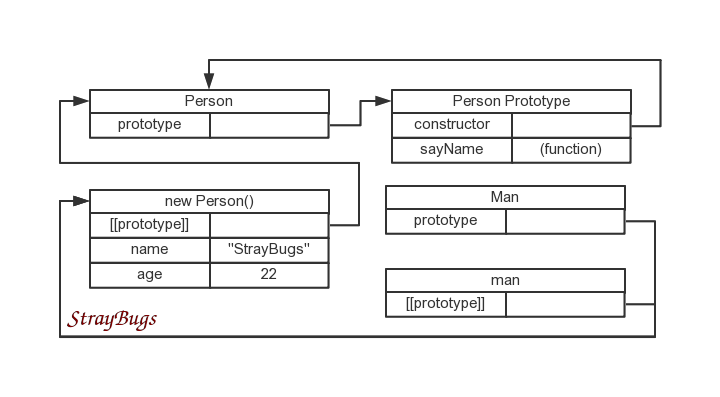 Person
prototype
Person Prototype
constructor
sayName (function)
new Person()
[[prototype]]
name "StrayBugs"
age 22
Man
prototype
man
[[prototype]]
StrayBugs